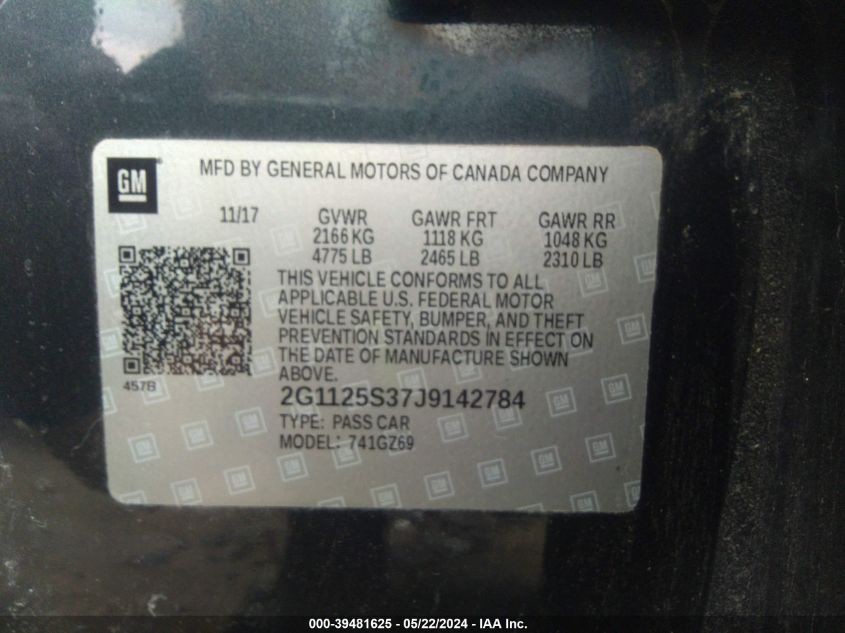 GM
MFD BY GENERAL MOTORS OF CANADA COMPANY
11/17 GVWR GAWR FRT GAWR RR
2166 KG 1118 KG 1048 KG
4775 LB 2465 LB 2310 LB
THIS VEHICLE CONFORMS TO ALL
APPLICABLE U.S. FEDERAL MOTOR
VEHICLE SAFETY, BUMPER, AND THEFT
PREVENTION STANDARDS IN EFFECT ON
THE DATE OF MANUFACTURE SHOWN
ABOVE.
457B
2G1125S37J9142784
TYPE: PASS CAR
MODEL: 741GZ69
000-39481625 - 05/22/2024 - IAA Inc.